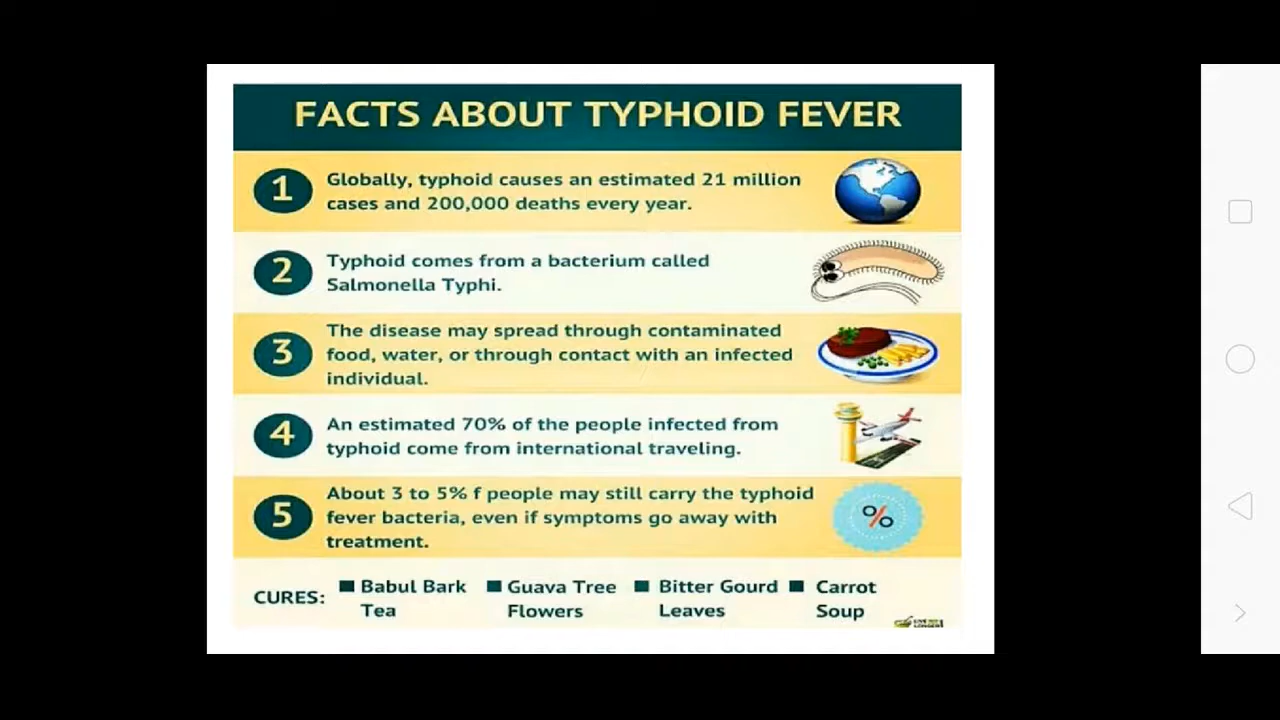 FACTS ABOUT TYPHOID FEVER
1
Globally, typhoid causes an estimated 21 million
cases and 200,000 deaths every year.
2
Typhoid comes from a bacterium called
Salmonella Typhi.
3
The disease may spread through contaminated
food, water, or through contact with an infected
individual.
4
An estimated 70% of the people infected from
typhoid come from international traveling.
5
About 3 to 5% f people may still carry the typhoid
fever bacteria, even if symptoms go away with
treatment.
%
CURES:
Babul Bark
Tea
Guava Tree
Flowers
Bitter Gourd
Leaves
Carrot
Soup